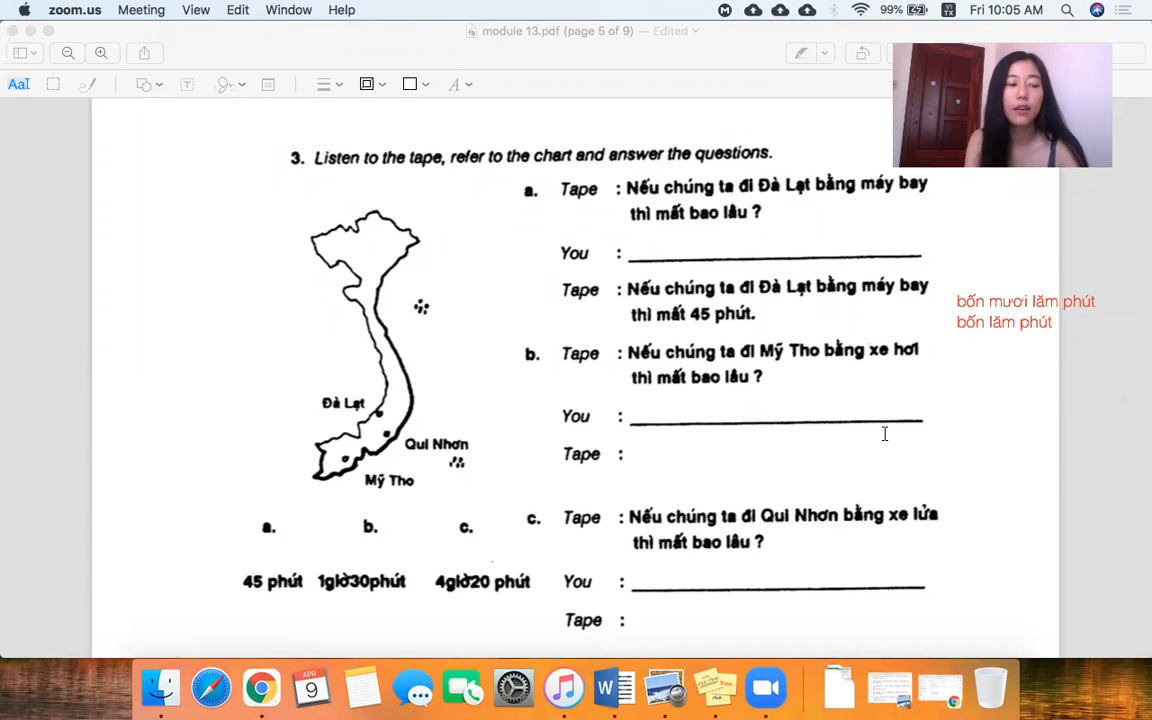 zoom.us Meeting View Edit Window Help 99% VI TX Fri 10:05 AM
module 13.pdf (page 5 of 9) — Edited
3. Listen to the tape, refer to the chart and answer the questions.
a. Tape : Nếu chúng ta đi Đà Lạt bằng máy bay
thì mất bao lâu ?
You :
Tape : Nếu chúng ta đi Đà Lạt bằng máy bay
thì mất 45 phút.
bốn mươi lăm phút
bốn lăm phút
b. Tape : Nếu chúng ta đi Mỹ Tho bằng xe hơi
thì mất bao lâu ?
You :
Tape :
Đà Lạt
Qui Nhơn
Mỹ Tho
c. Tape : Nếu chúng ta đi Qui Nhơn bằng xe lửa
thì mất bao lâu ?
You :
Tape :
a. b. c.
45 phút 1giờ30phút 4giờ20 phút
APR
9